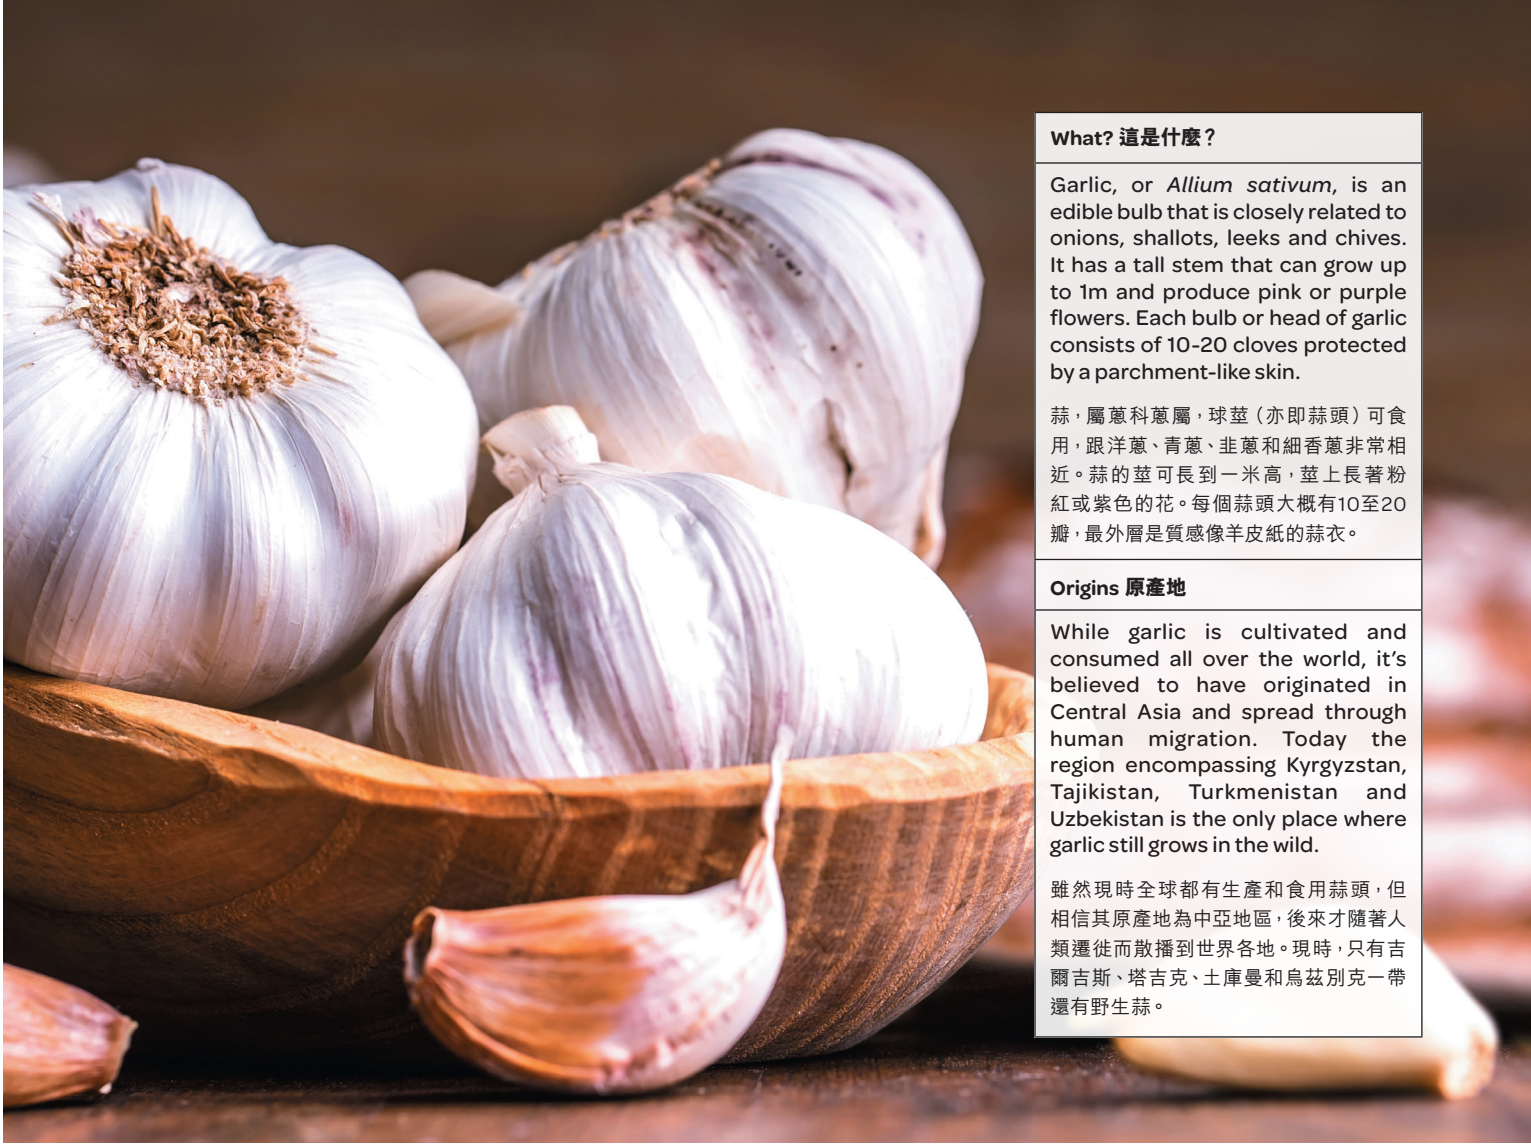 What? 這是什麼？
Garlic, or Allium sativum, is an
edible bulb that is closely related to
onions, shallots, leeks and chives.
It has a tall stem that can grow up
to 1m and produce pink or purple
flowers. Each bulb or head of garlic
consists of 10-20 cloves protected
by a parchment-like skin.
蒜，屬蔥科蔥屬，球莖（亦即蒜頭）可食
用，跟洋蔥、青蔥、韭蔥和細香蔥非常相
近。蒜的莖可長到一米高，莖上長著粉
紅或紫色的花。每個蒜頭大概有10至20
瓣，最外層是質感像羊皮紙的蒜衣。
Origins 原產地
While garlic is cultivated and
consumed all over the world, it’s
believed to have originated in
Central Asia and spread through
human migration. Today the
region encompassing Kyrgyzstan,
Tajikistan, Turkmenistan and
Uzbekistan is the only place where
garlic still grows in the wild.
雖然現時全球都有生產和食用蒜頭，但
相信其原產地為中亞地區，後來才隨著人
類遷徙而散播到世界各地。現時，只有吉
爾吉斯、塔吉克、土庫曼和烏茲別克一帶
還有野生蒜。